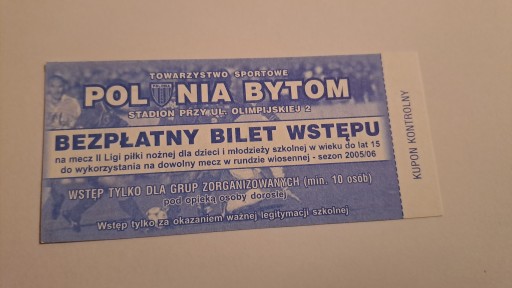 TOWARZYSTWO SPORTOWE
POLONIA BYTOM
STADION PRZY UL. OLIMPIJSKIEJ 2
BEZPŁATNY BILET WSTĘPU
na mecz II Ligi piłki nożnej dla dzieci i młodzieży szkolnej w wieku do lat 15
do wykorzystania na dowolny mecz w rundzie wiosennej - sezon 2005/06
WSTĘP TYLKO DLA GRUP ZORGANIZOWANYCH (min. 10 osób)
pod opieką osoby dorosłej
Wstęp tylko za okazaniem ważnej legitymacji szkolnej
KUPON KONTROLNY